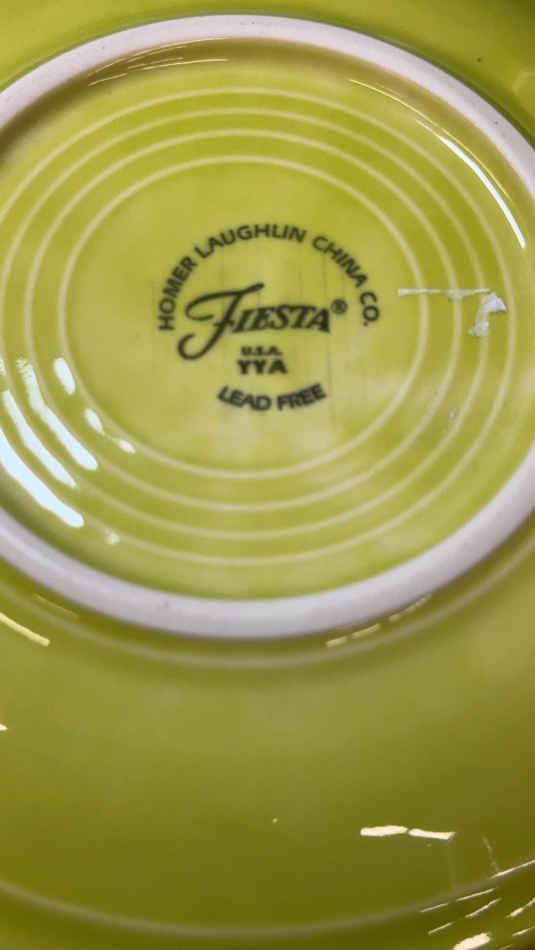 HOMER LAUGHLIN CHINA CO.
FIESTA®
U.S.A.
YYA
LEAD FREE